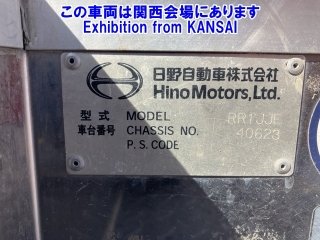 この車両は関西会場にあります
Exhibition from KANSAI
日野自動車株式会社
Hino Motors, Ltd.
型式 MODEL RR1JJE
車台番号 CHASSIS NO. 40623
P. S. CODE